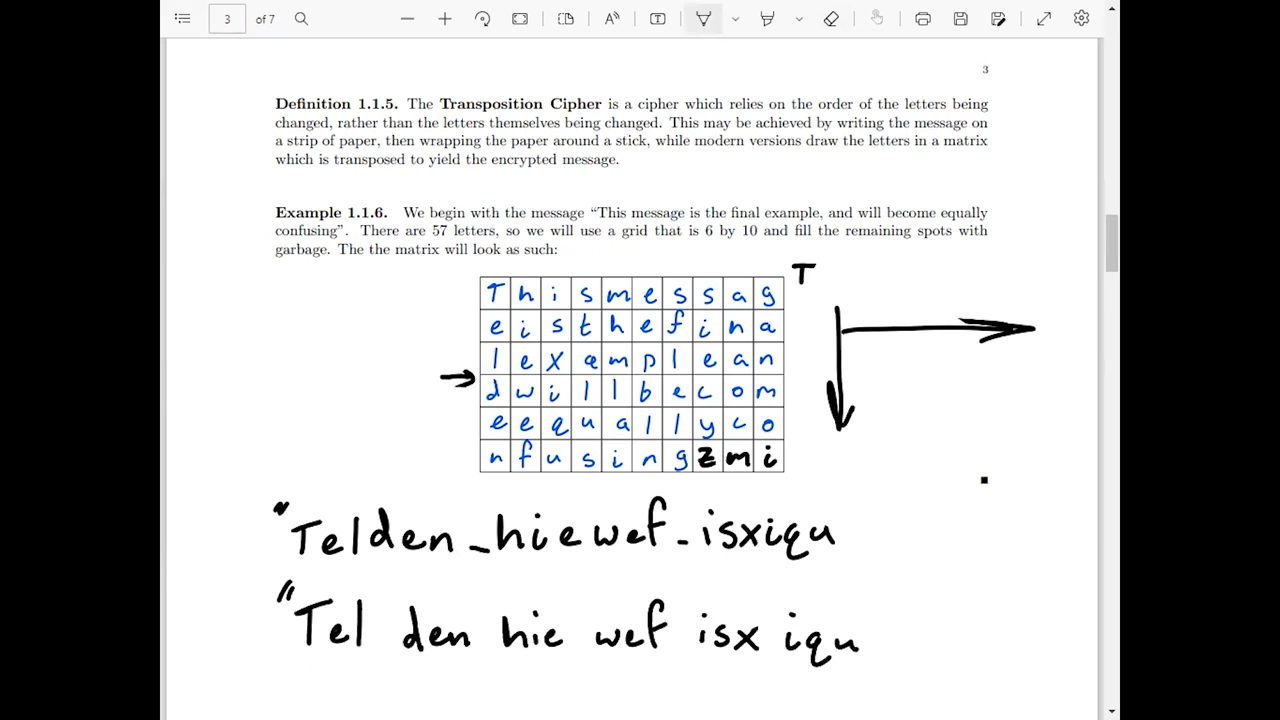 3 of 7
3
Definition 1.1.5. The Transposition Cipher is a cipher which relies on the order of the letters being
changed, rather than the letters themselves being changed. This may be achieved by writing the message on
a strip of paper, then wrapping the paper around a stick, while modern versions draw the letters in a matrix
which is transposed to yield the encrypted message.
Example 1.1.6. We begin with the message “This message is the final example, and will become equally
confusing”. There are 57 letters, so we will use a grid that is 6 by 10 and fill the remaining spots with
garbage. The the matrix will look as such:
T
T h i s m e s s a g
e i s t h e f i n a
l e x a m p l e a n
d w i l l b e c o m
e e q u a l l y c o
n f u s i n g z m i
"Telden_hiewef-isxiqu
"Tel den hie wef isx iqu